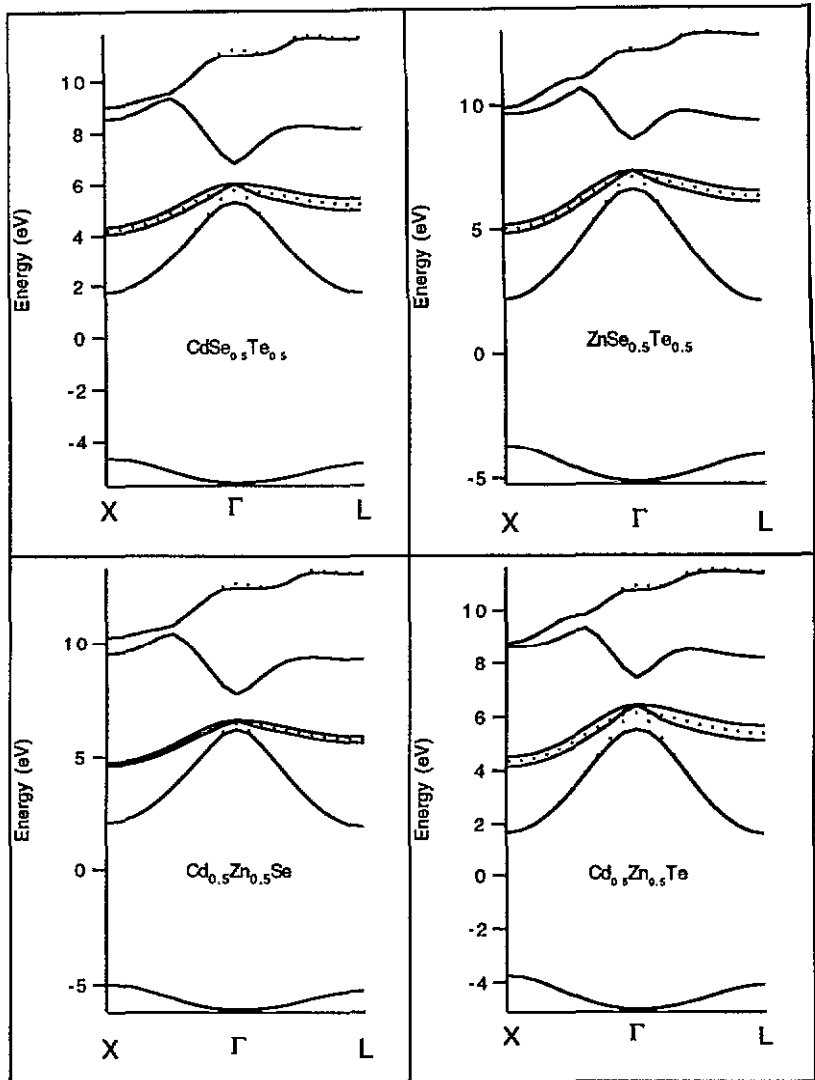 10
8
6
4
2
0
-2
-4
Energy (eV)
CdSe₀.₅Te₀.₅
X Γ L
10
5
0
-5
Energy (eV)
ZnSe₀.₅Te₀.₅
X Γ L
10
5
0
-5
Energy (eV)
Cd₀.₅Zn₀.₅Se
X Γ L
10
8
6
4
2
0
-2
-4
Energy (eV)
Cd₀.₅Zn₀.₅Te
X Γ L